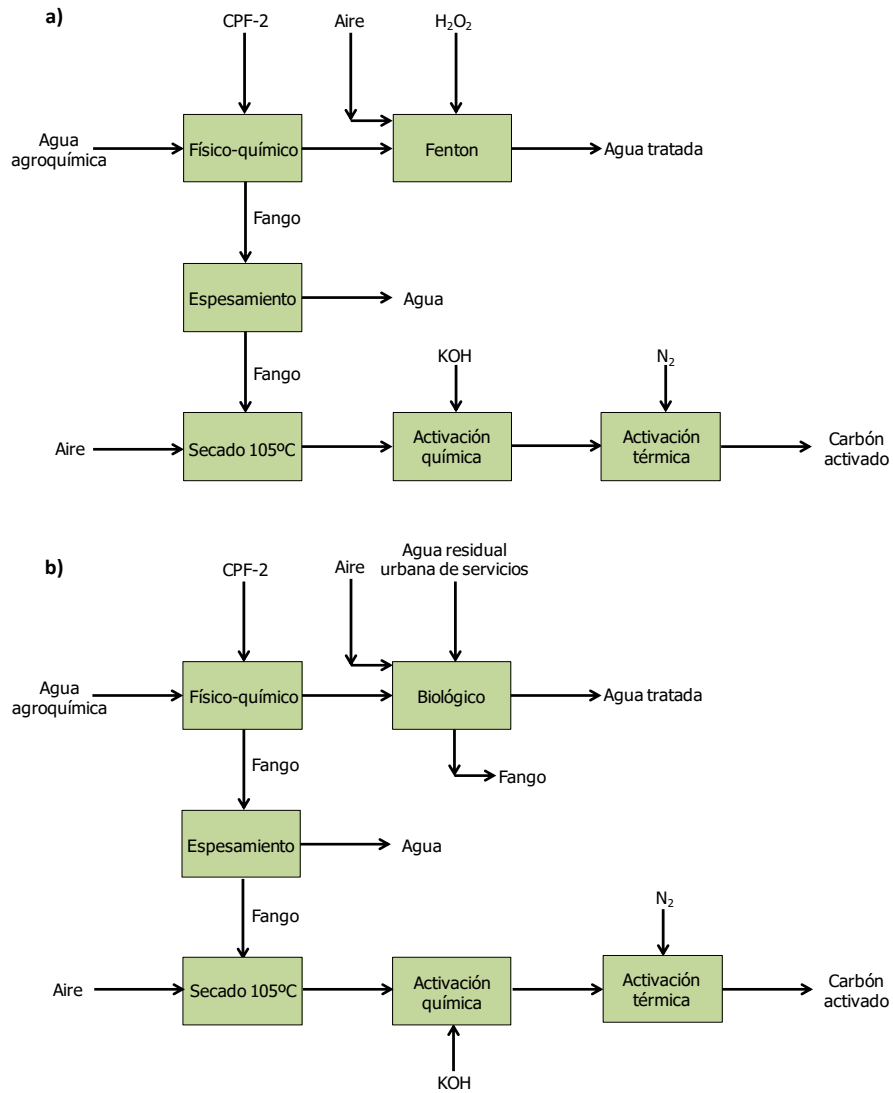 a)
CPF-2
Aire
H₂O₂
Agua
agroquímica
Físico-químico
Fenton
Agua tratada
Fango
Espesamiento
Agua
Fango
KOH
N₂
Aire
Secado 105ºC
Activación
química
Activación
térmica
Carbón
activado
b)
CPF-2
Aire
Agua residual
urbana de servicios
Agua
agroquímica
Físico-químico
Biológico
Agua tratada
Fango
Fango
Espesamiento
Agua
Fango
N₂
Aire
Secado 105ºC
Activación
química
Activación
térmica
Carbón
activado
KOH